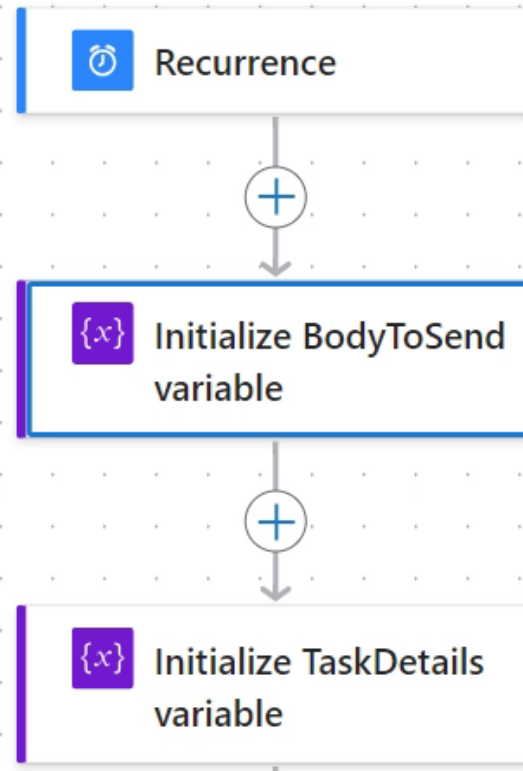 Recurrence
{x}
Initialize BodyToSend
variable
{x}
Initialize TaskDetails
variable